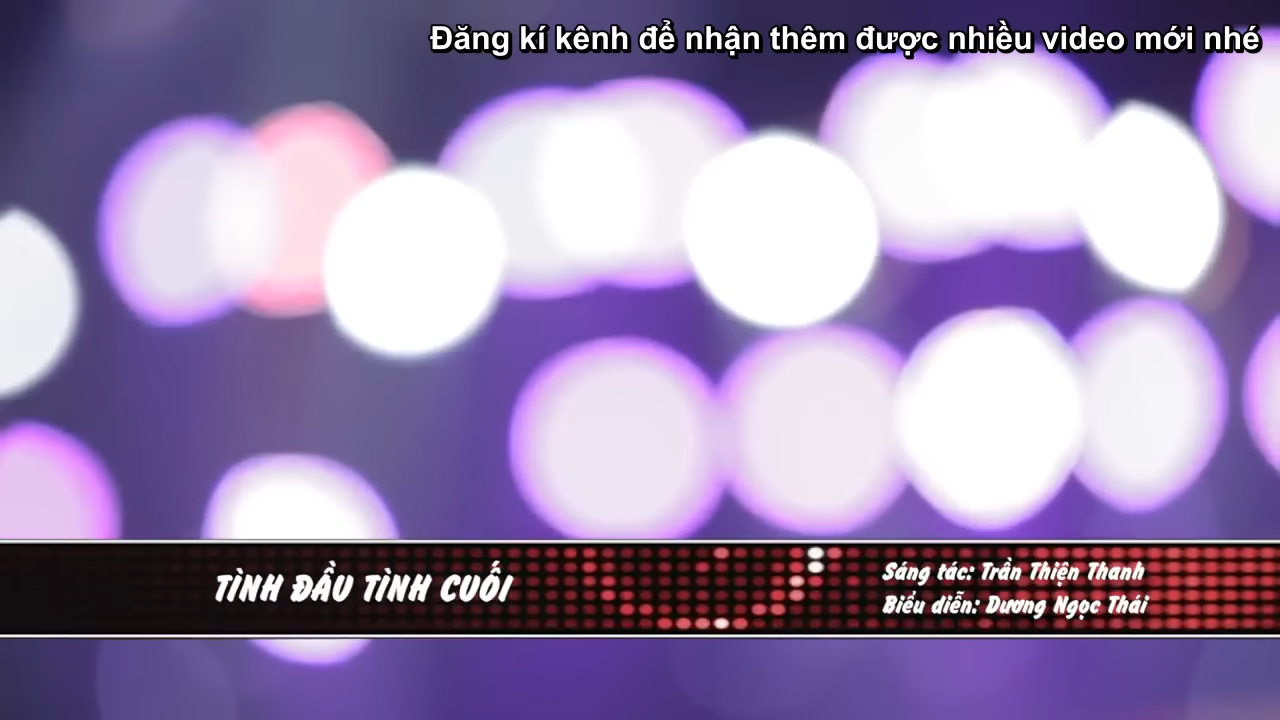 Đăng kí kênh để nhận thêm được nhiều video mới nhé
TÌNH ĐẦU TÌNH CUỐI
Sáng tác: Trần Thiện Thanh
Biểu diễn: Dương Ngọc Thái